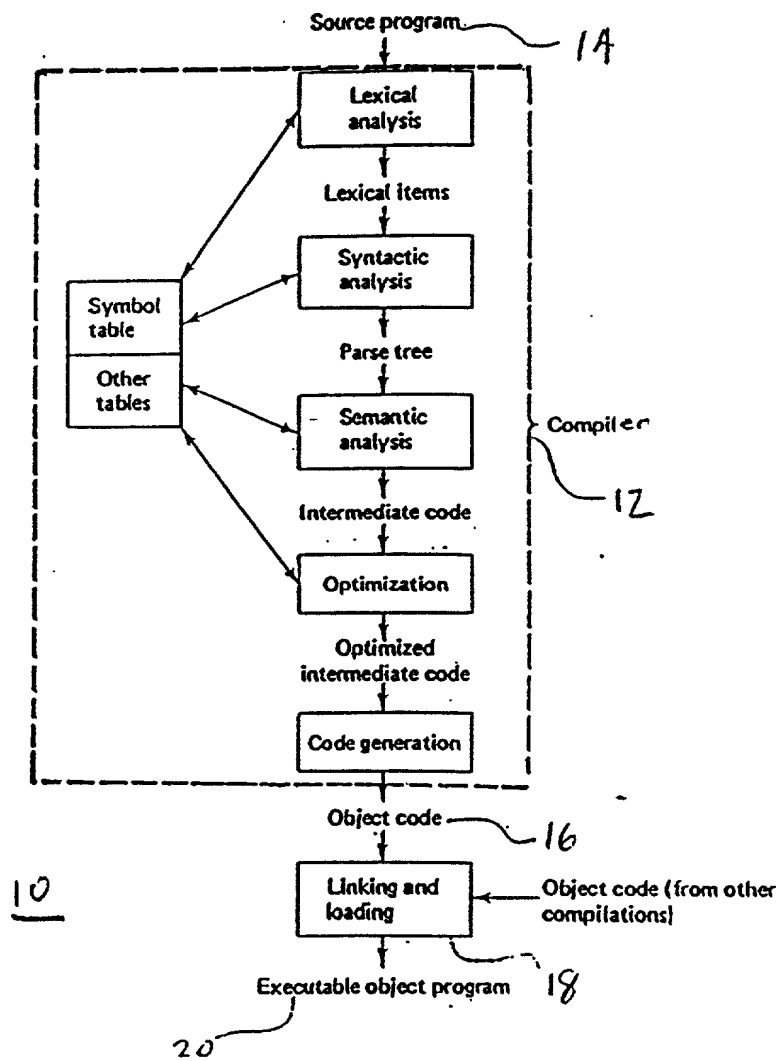 Source program
14
Lexical
analysis
Lexical items
Syntactic
analysis
Symbol
table
Parse tree
Other
tables
Semantic
analysis
Compiler
12
Intermediate code
Optimization
Optimized
intermediate code
Code generation
Object code
16
10
Linking and
loading
Object code (from other
compilations)
18
Executable object program
20